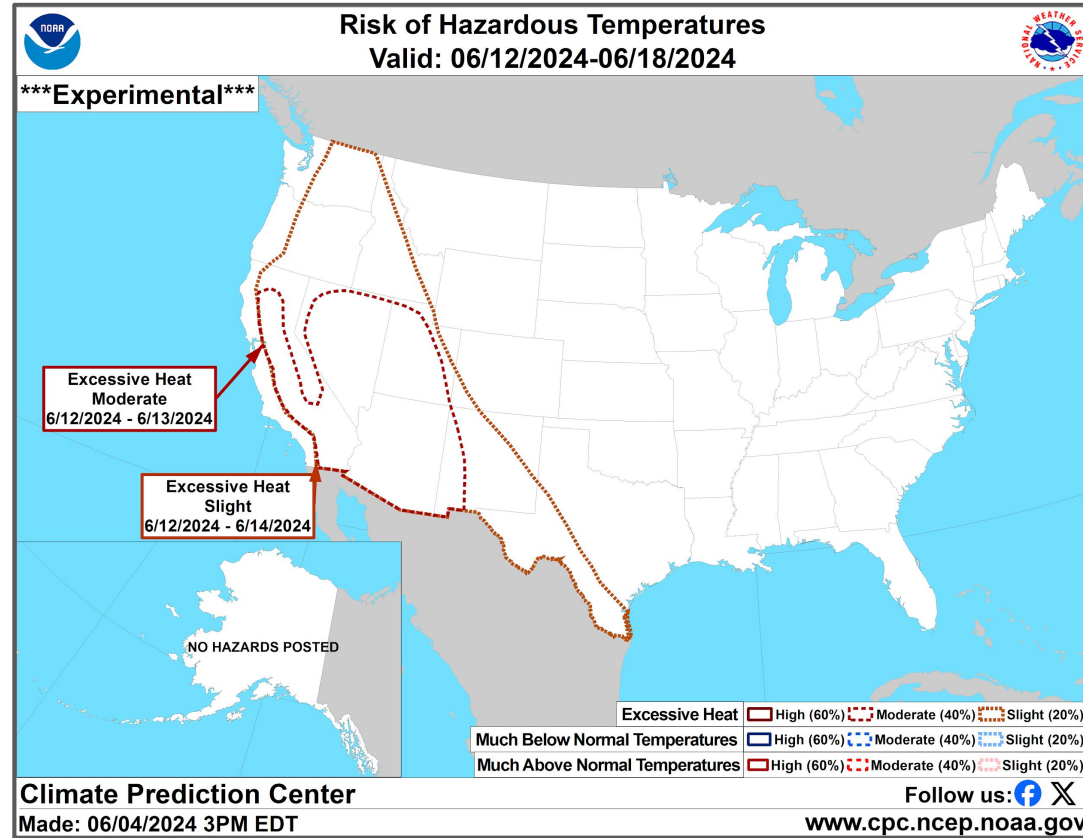 NOAA
Risk of Hazardous Temperatures
Valid: 06/12/2024-06/18/2024
NATIONAL WEATHER SERVICE
***Experimental***
Excessive Heat
Moderate
6/12/2024 - 6/13/2024
Excessive Heat
Slight
6/12/2024 - 6/14/2024
NO HAZARDS POSTED
Excessive Heat High (60%) Moderate (40%) Slight (20%)
Much Below Normal Temperatures High (60%) Moderate (40%) Slight (20%)
Much Above Normal Temperatures High (60%) Moderate (40%) Slight (20%)
Climate Prediction Center
Follow us:
Made: 06/04/2024 3PM EDT
www.cpc.ncep.noaa.gov